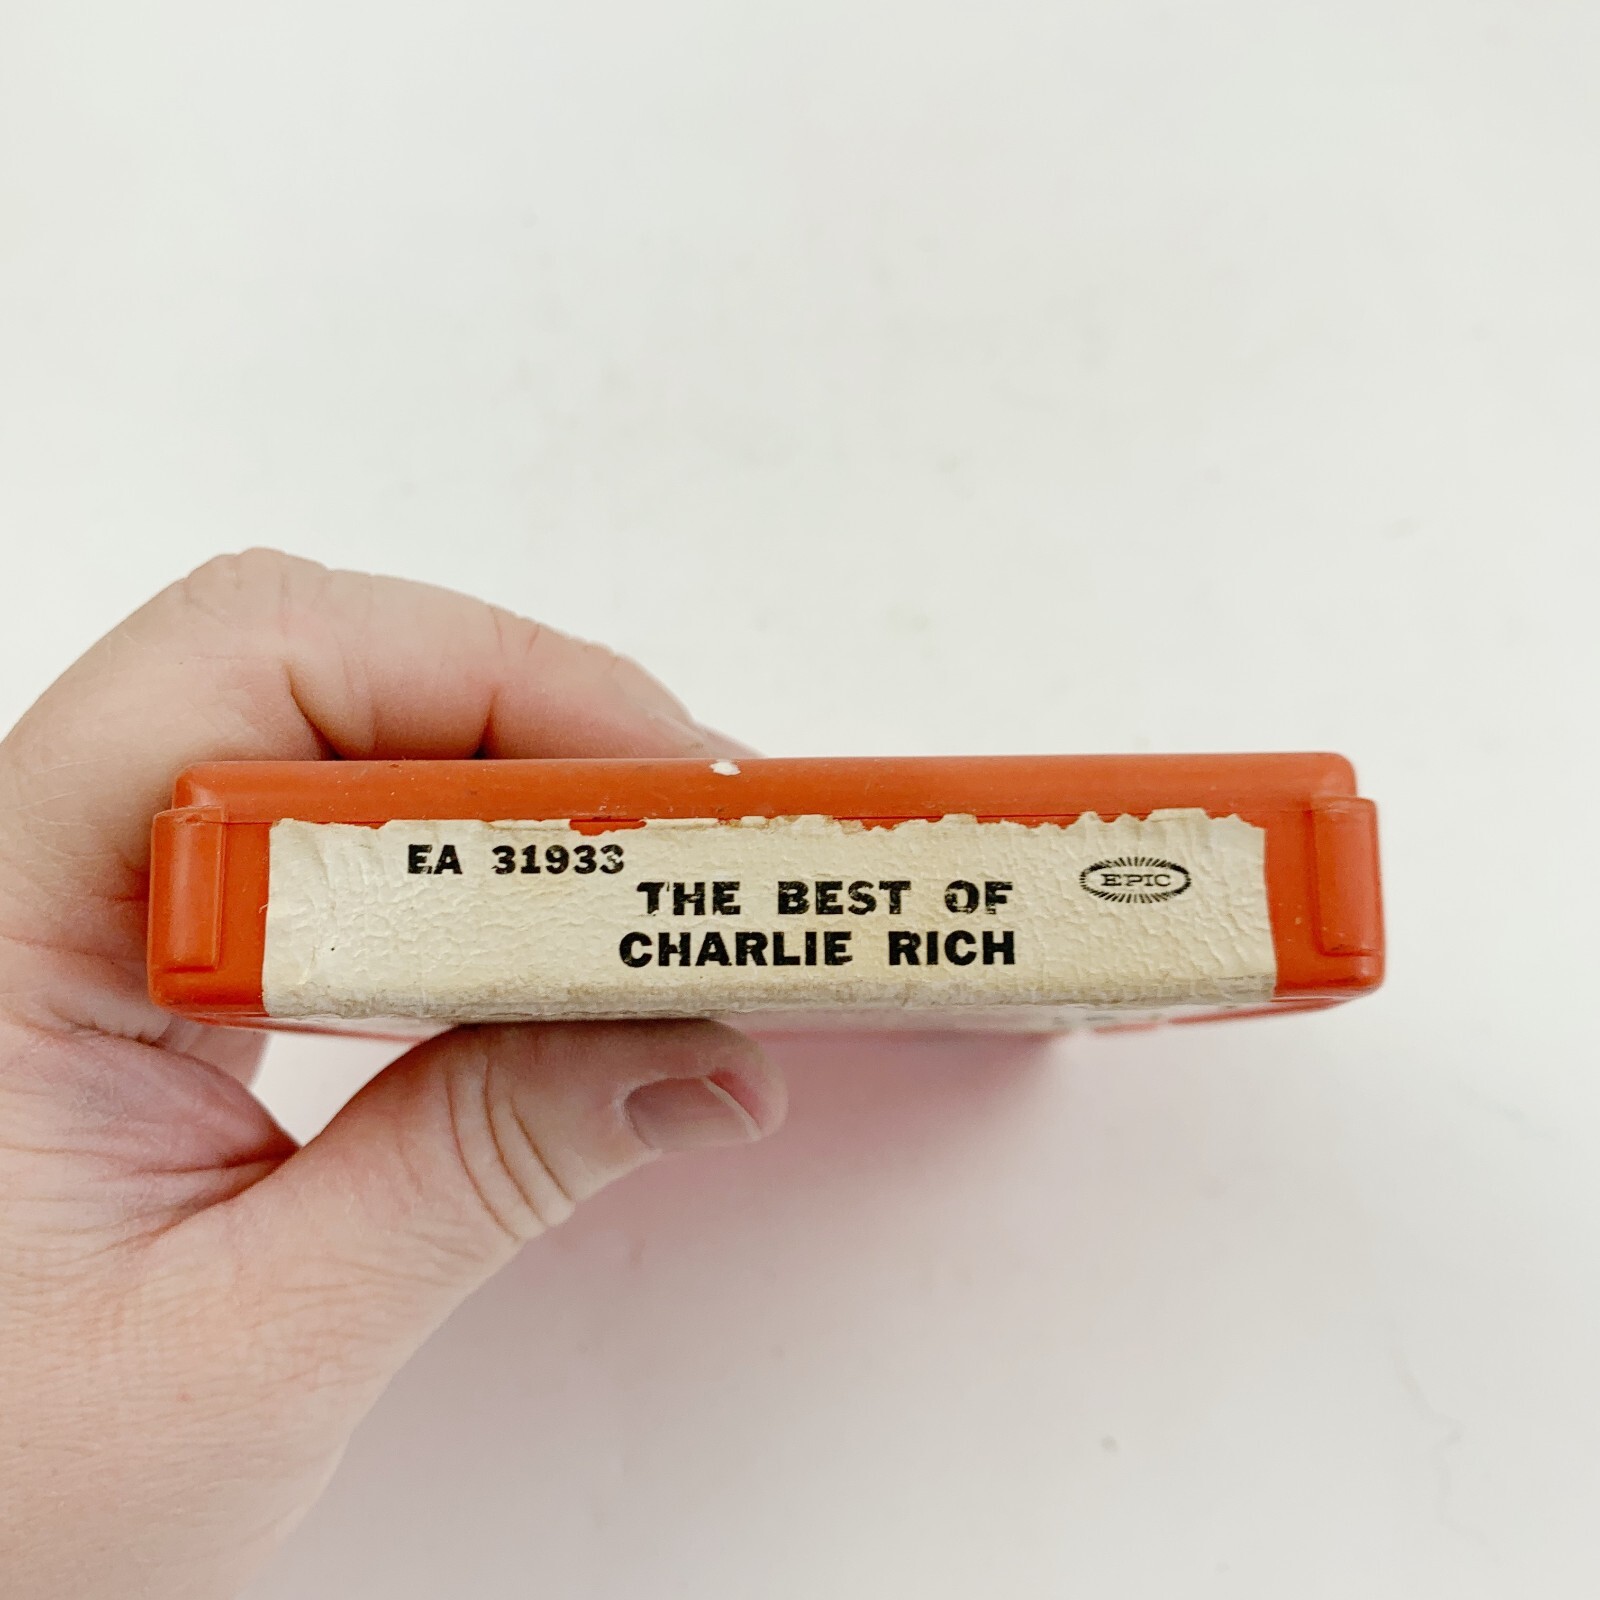 EA 31933
THE BEST OF
CHARLIE RICH
EPIC